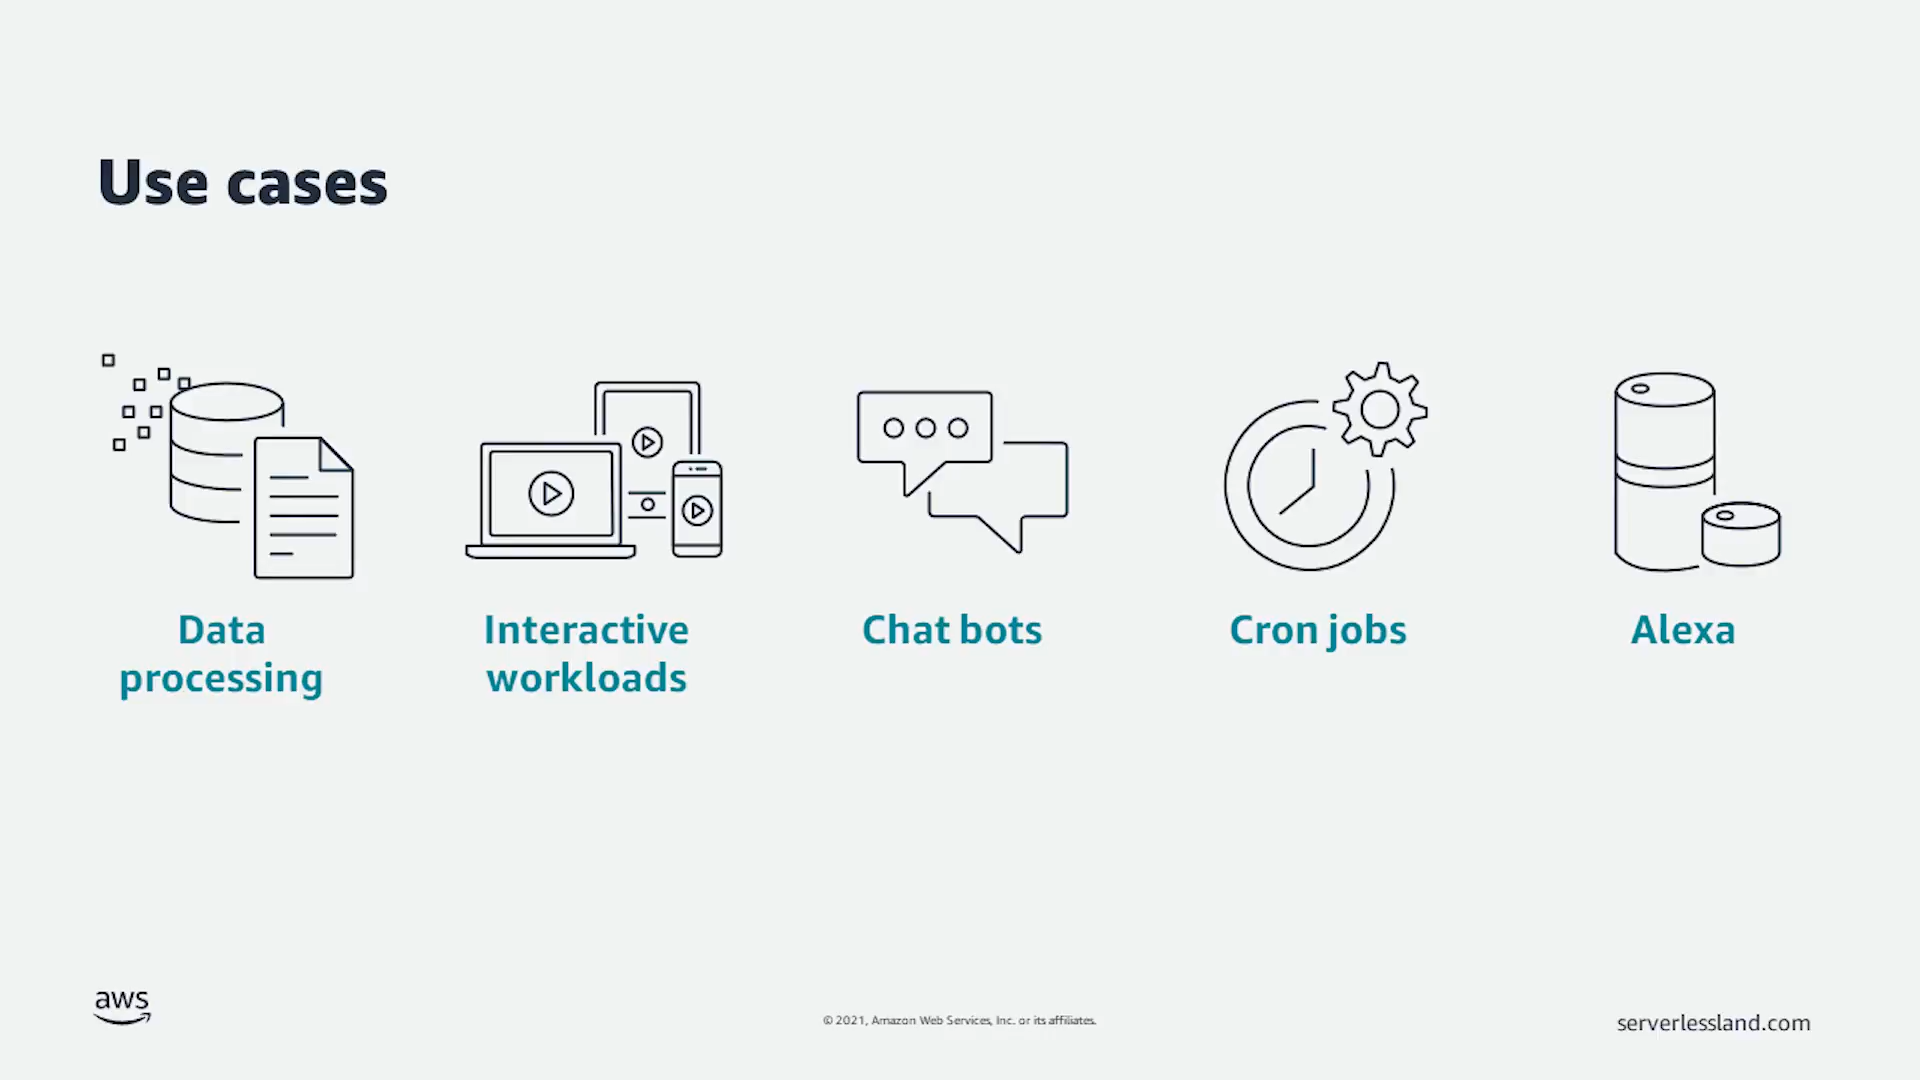 Use cases
Data
processing
Interactive
workloads
Chat bots
Cron jobs
Alexa
aws
© 2021, Amazon Web Services, Inc. or its affiliates.
serverlessland.com